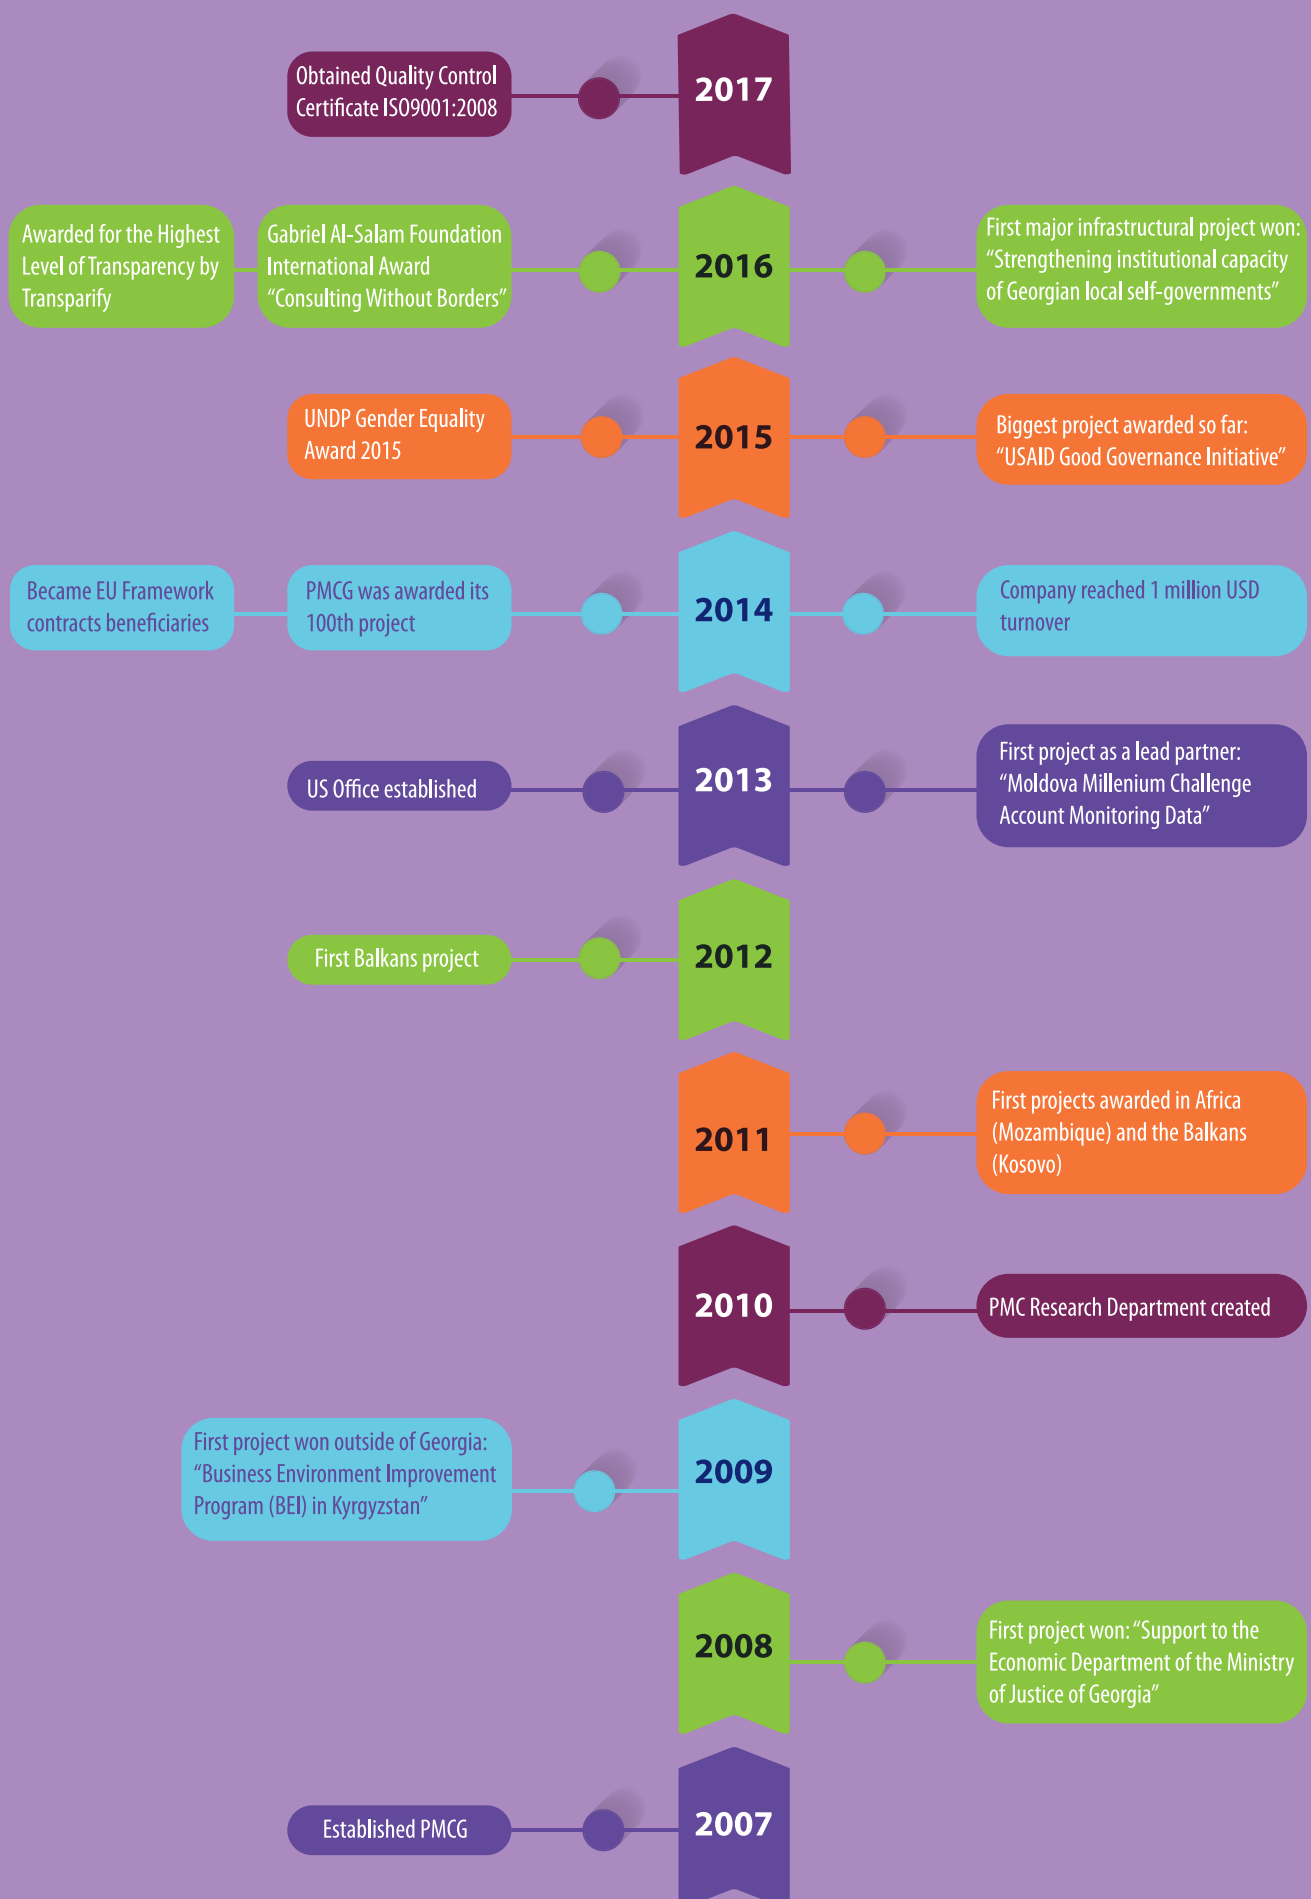 2017
Obtained Quality Control
Certificate ISO9001:2008
2016
Awarded for the Highest
Level of Transparency by
Transparify
Gabriel Al-Salam Foundation
International Award
“Consulting Without Borders”
First major infrastructural project won:
“Strengthening institutional capacity
of Georgian local self-governments”
2015
UNDP Gender Equality
Award 2015
Biggest project awarded so far:
“USAID Good Governance Initiative”
2014
Became EU Framework
contracts beneficiaries
PMCG was awarded its
100th project
Company reached 1 million USD
turnover
2013
US Office established
First project as a lead partner:
“Moldova Millenium Challenge
Account Monitoring Data”
2012
First Balkans project
2011
First projects awarded in Africa
(Mozambique) and the Balkans
(Kosovo)
2010
PMC Research Department created
2009
First project won outside of Georgia:
“Business Environment Improvement
Program (BEI) in Kyrgyzstan”
2008
First project won: “Support to the
Economic Department of the Ministry
of Justice of Georgia”
2007
Established PMCG